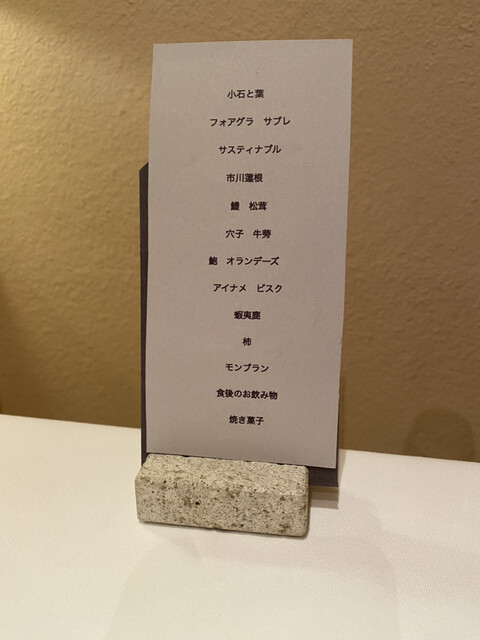 小石と葉
フォアグラ　サブレ
サスティナブル
市川蓮根
鱧　松茸
穴子　牛蒡
鮑　オランデーズ
アイナメ　ビスク
蝦夷鹿
柿
モンブラン
食後のお飲み物
焼き菓子